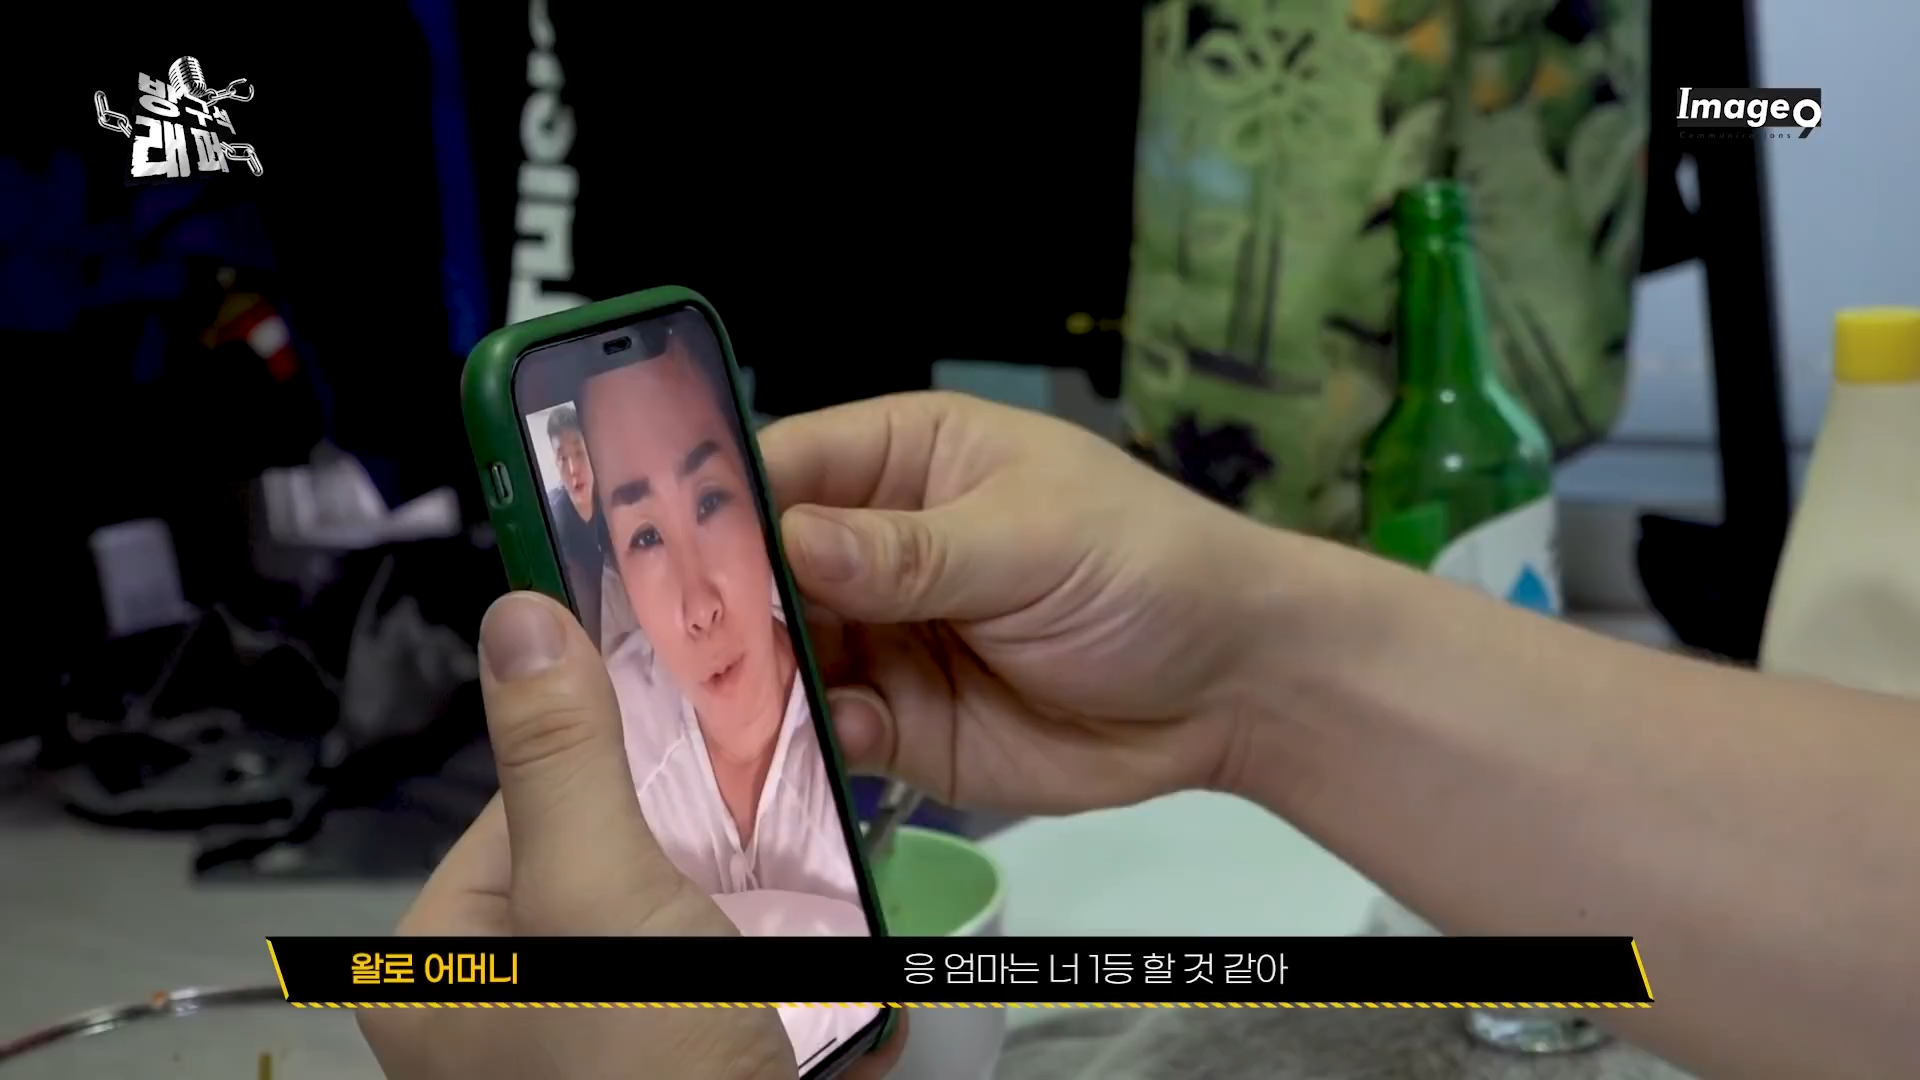 방구석
래퍼
Image9
Communications
왈로 어머니
응 엄마는 너 1등 할 것 같아